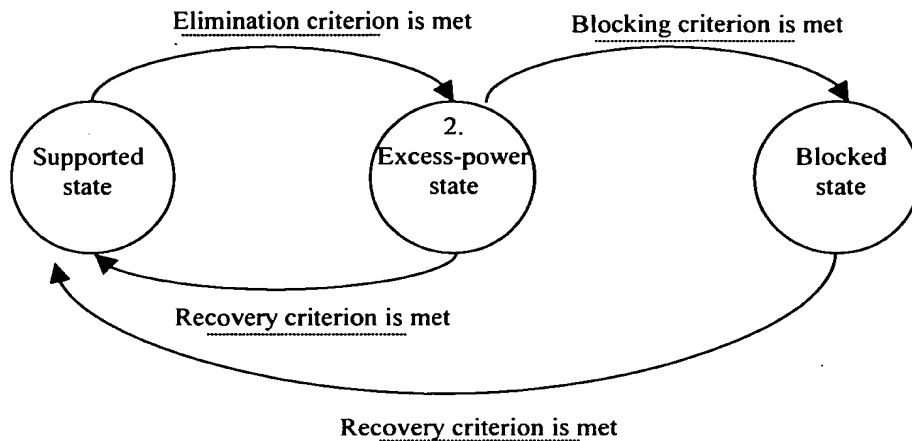 Elimination criterion is met
Blocking criterion is met
Supported
state
2.
Excess-power
state
Blocked
state
Recovery criterion is met
Recovery criterion is met